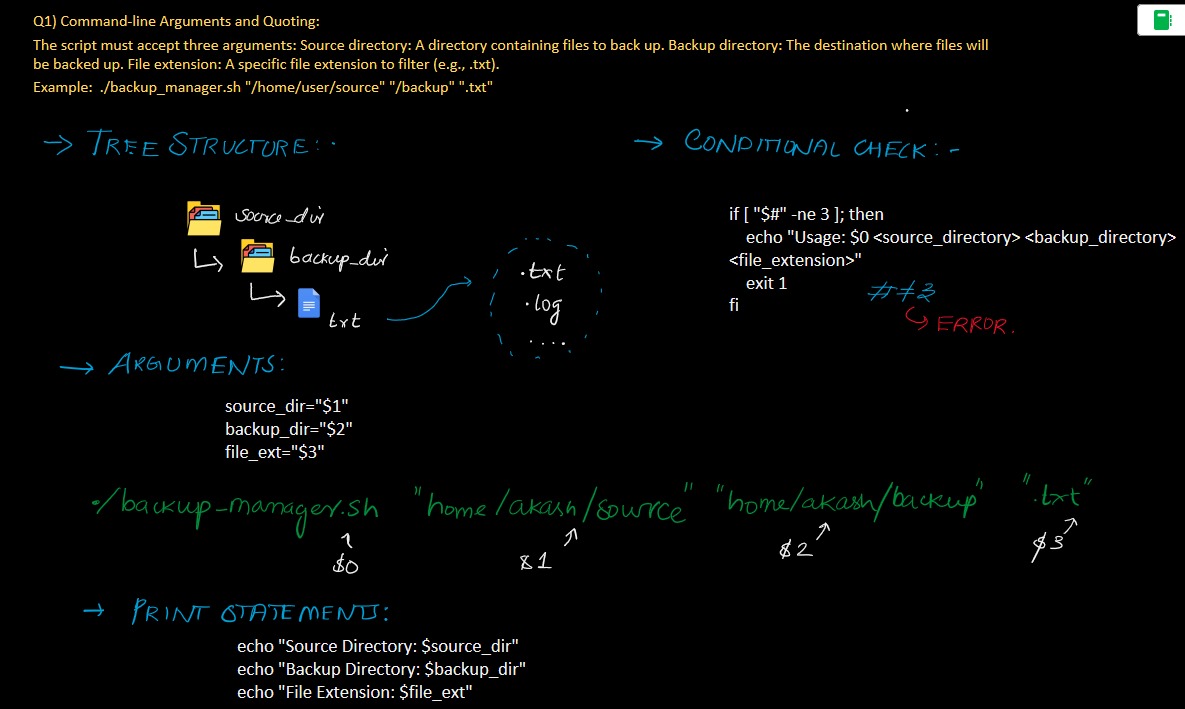 Q1) Command-line Arguments and Quoting:
The script must accept three arguments: Source directory: A directory containing files to back up. Backup directory: The destination where files will
be backed up. File extension: A specific file extension to filter (e.g., .txt).
Example: ./backup_manager.sh "/home/user/source" "/backup" ".txt"
→ TREE STRUCTURE:-
source_dir
backup_dir
txt
.txt
.log
....
→ CONDITIONAL CHECK:-
if [ "$#" -ne 3 ]; then
echo "Usage: $0 <source_directory> <backup_directory>
<file_extension>"
exit 1
fi
#≠3
ERROR.
→ ARGUMENTS:
source_dir="$1"
backup_dir="$2"
file_ext="$3"
./backup_manager.sh "home/akash/source" "home/akash/backup" ".txt"
$0 $1 $2 $3
→ PRINT STATEMENTS:
echo "Source Directory: $source_dir"
echo "Backup Directory: $backup_dir"
echo "File Extension: $file_ext"